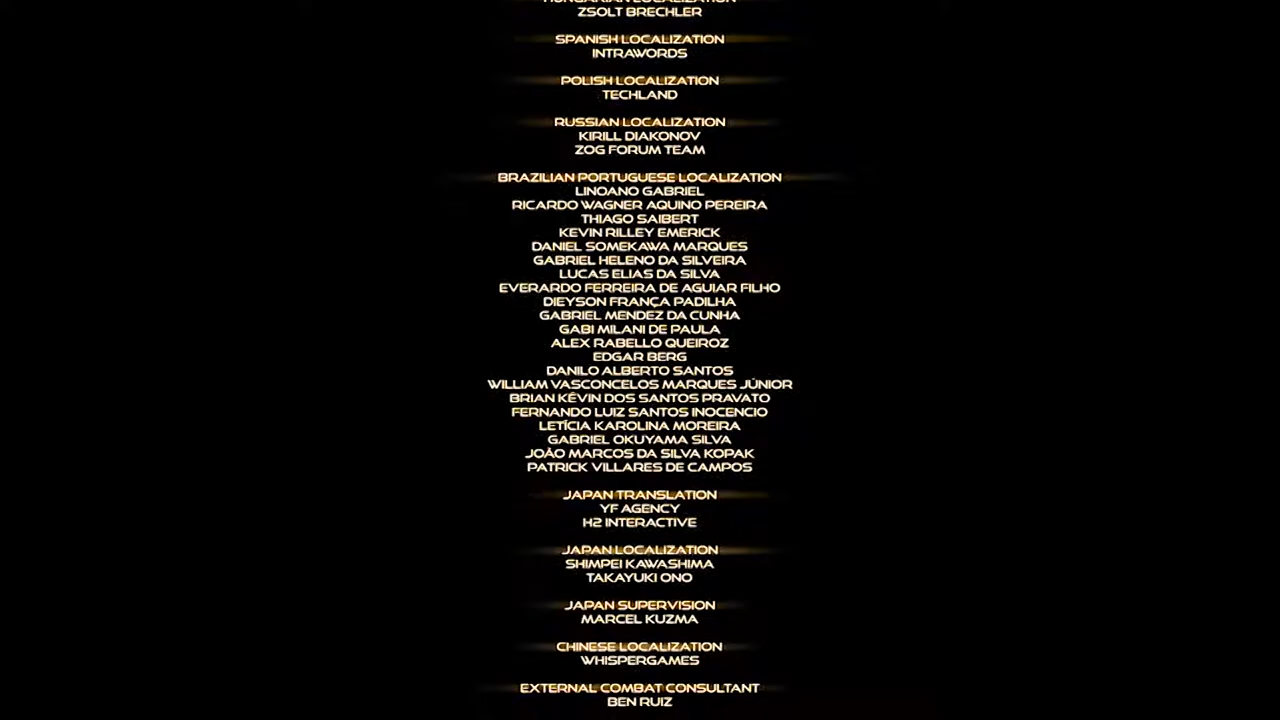 HUNGARIAN LOCALIZATION
ZSOLT BRECHLER
SPANISH LOCALIZATION
INTRAWORDS
POLISH LOCALIZATION
TECHLAND
RUSSIAN LOCALIZATION
KIRILL DIAKONOV
ZOG FORUM TEAM
BRAZILIAN PORTUGUESE LOCALIZATION
LINOANO GABRIEL
RICARDO WAGNER AQUINO PEREIRA
THIAGO SAIBERT
KEVIN RILLEY EMERICK
DANIEL SOMEKAWA MARQUES
GABRIEL HELENO DA SILVEIRA
LUCAS ELIAS DA SILVA
EVERARDO FERREIRA DE AGUIAR FILHO
DIEYSON FRANÇA PADILHA
GABRIEL MENDEZ DA CUNHA
GABI MILANI DE PAULA
ALEX RABELLO QUEIROZ
EDGAR BERG
DANILO ALBERTO SANTOS
WILLIAM VASCONCELOS MARQUES JÚNIOR
BRIAN KÉVIN DOS SANTOS PRAVATO
FERNANDO LUIZ SANTOS INOCENCIO
LETÍCIA KAROLINA MOREIRA
GABRIEL OKUYAMA SILVA
JOÃO MARCOS DA SILVA KOPAK
PATRICK VILLARES DE CAMPOS
JAPAN TRANSLATION
YF AGENCY
H2 INTERACTIVE
JAPAN LOCALIZATION
SHIMPEI KAWASHIMA
TAKAYUKI ONO
JAPAN SUPERVISION
MARCEL KUZMA
CHINESE LOCALIZATION
WHISPERGAMES
EXTERNAL COMBAT CONSULTANT
BEN RUIZ